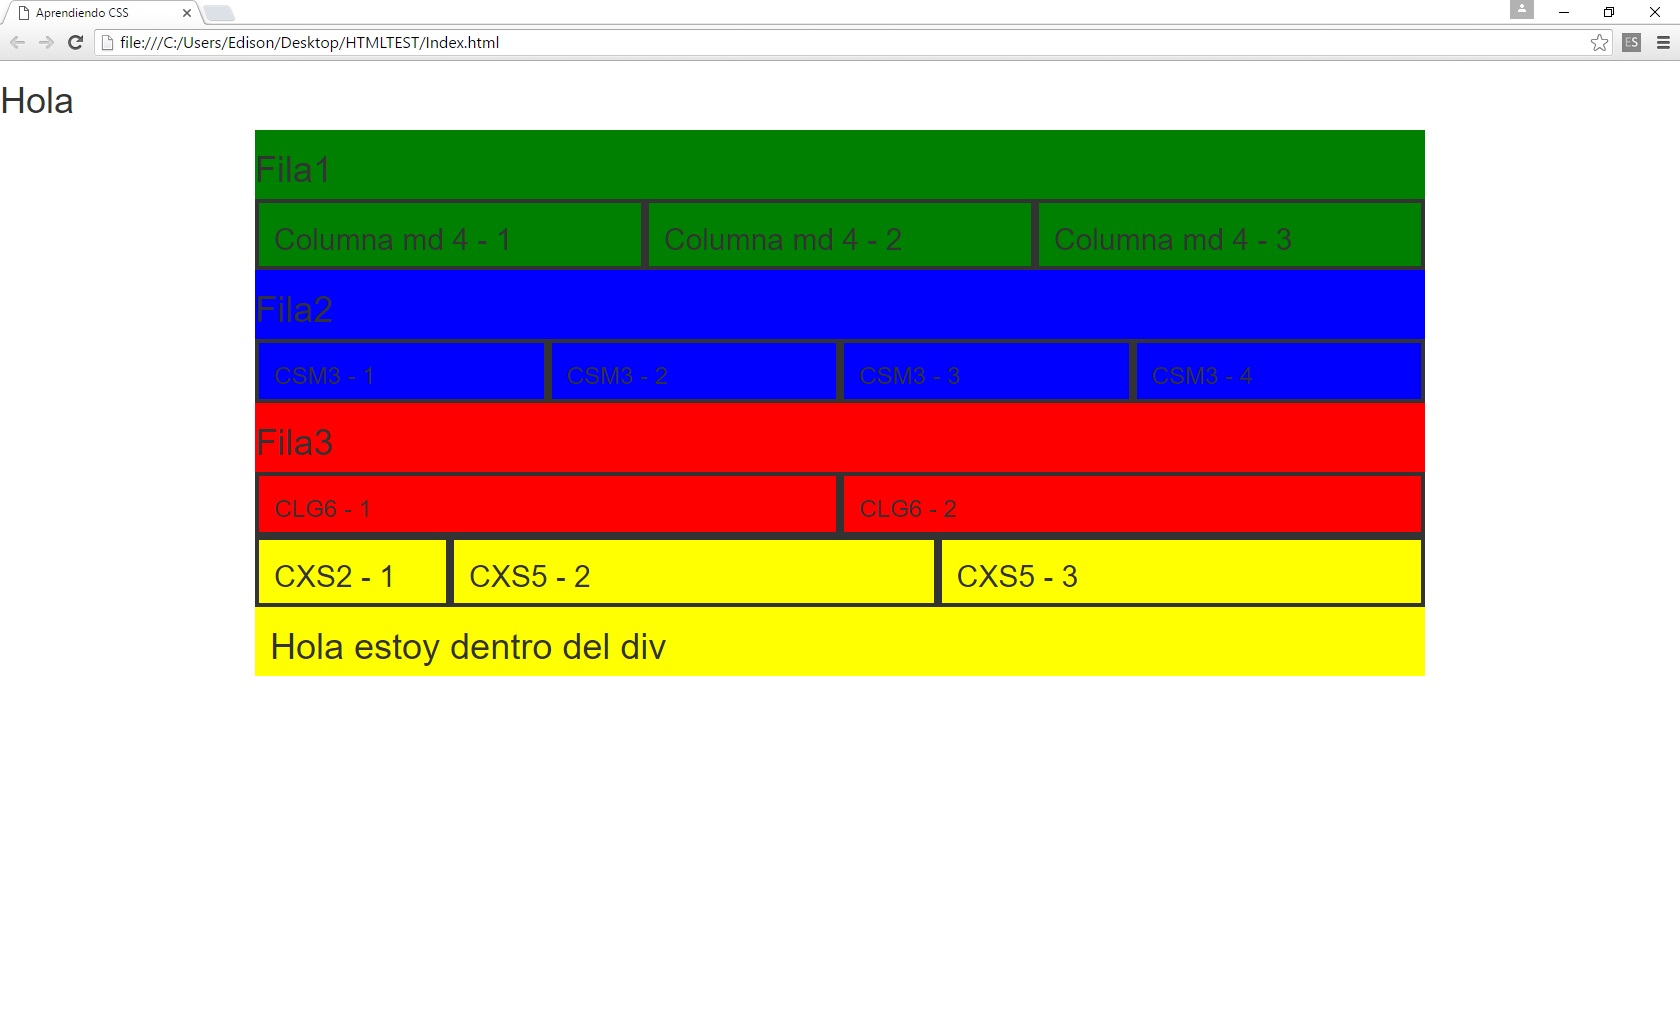 Aprendiendo CSS
file:///C:/Users/Edison/Desktop/HTMLTEST/Index.html
ES
Hola
Fila1
Columna md 4 - 1 Columna md 4 - 2 Columna md 4 - 3
Fila2
CSM3 - 1 CSM3 - 2 CSM3 - 3 CSM3 - 4
Fila3
CLG6 - 1 CLG6 - 2
CXS2 - 1 CXS5 - 2 CXS5 - 3
Hola estoy dentro del div